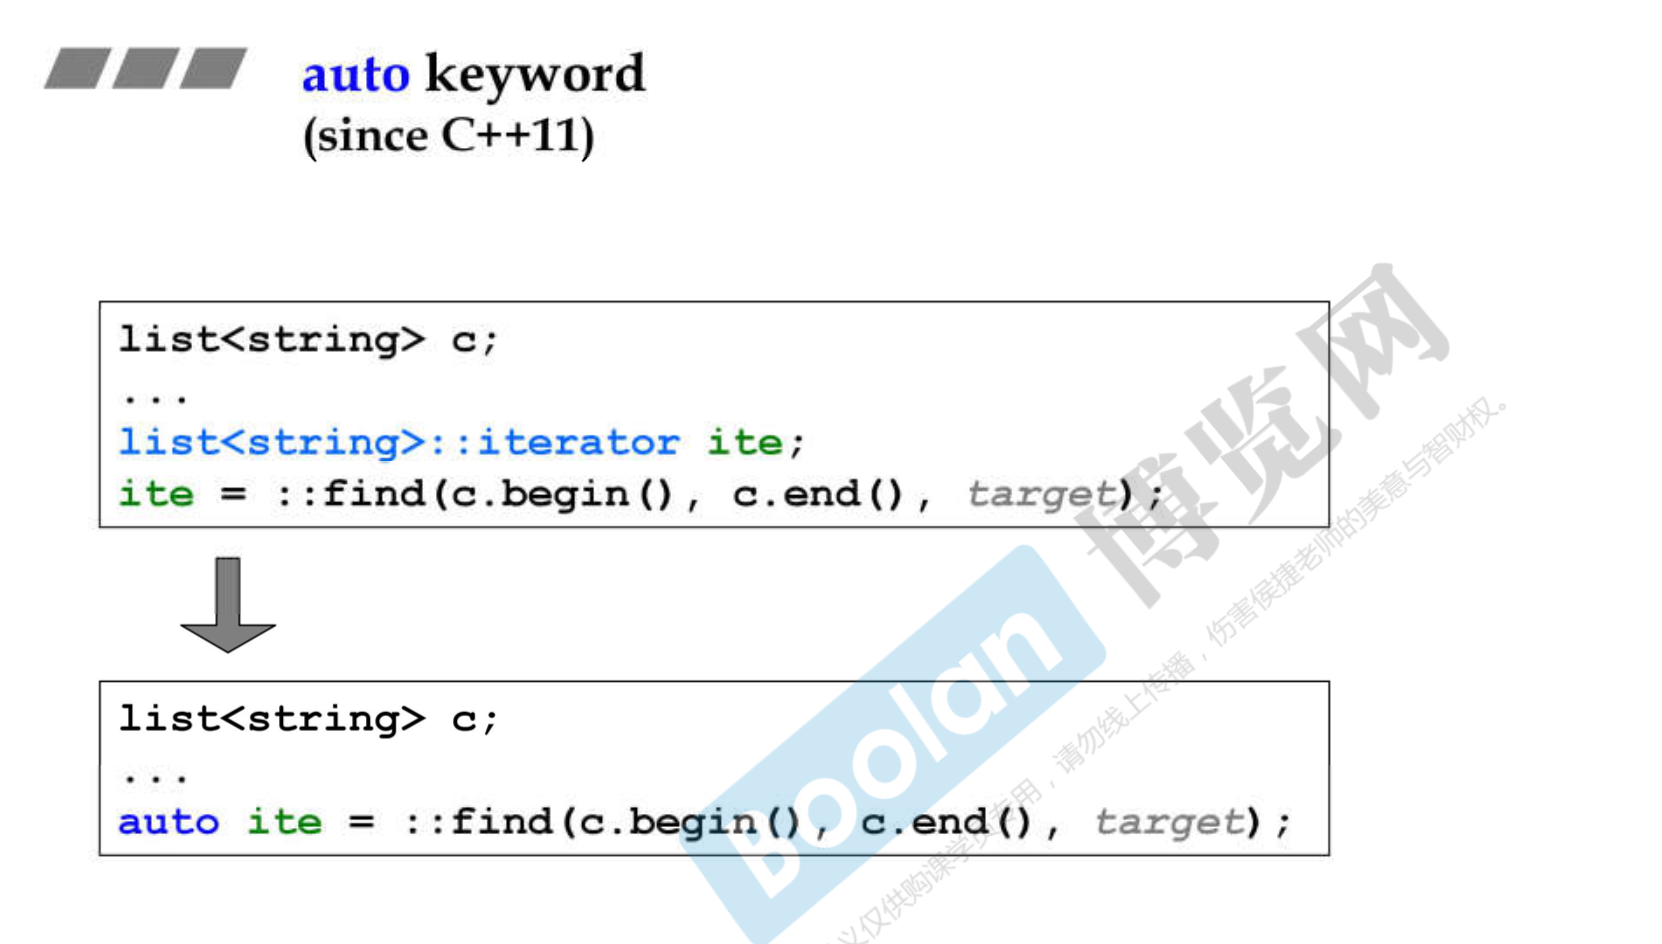 auto keyword
(since C++11)
list<string> c;
...
list<string>::iterator ite;
ite = ::find(c.begin(), c.end(), target);
list<string> c;
...
auto ite = ::find(c.begin(), c.end(), target);
Boolan 博览网
义仅供购课学员专用，请勿线上传播，伤害侯捷老师的美意与智财权。